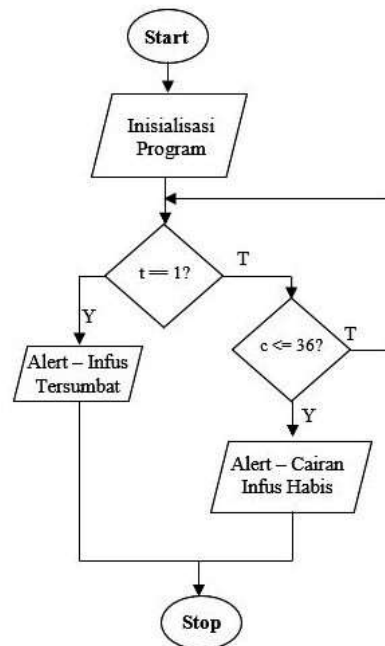 Start
Inisialisasi
Program
t == 1?
T
Y
c <= 36?
T
Alert – Infus
Tersumbat
Y
Alert – Cairan
Infus Habis
Stop